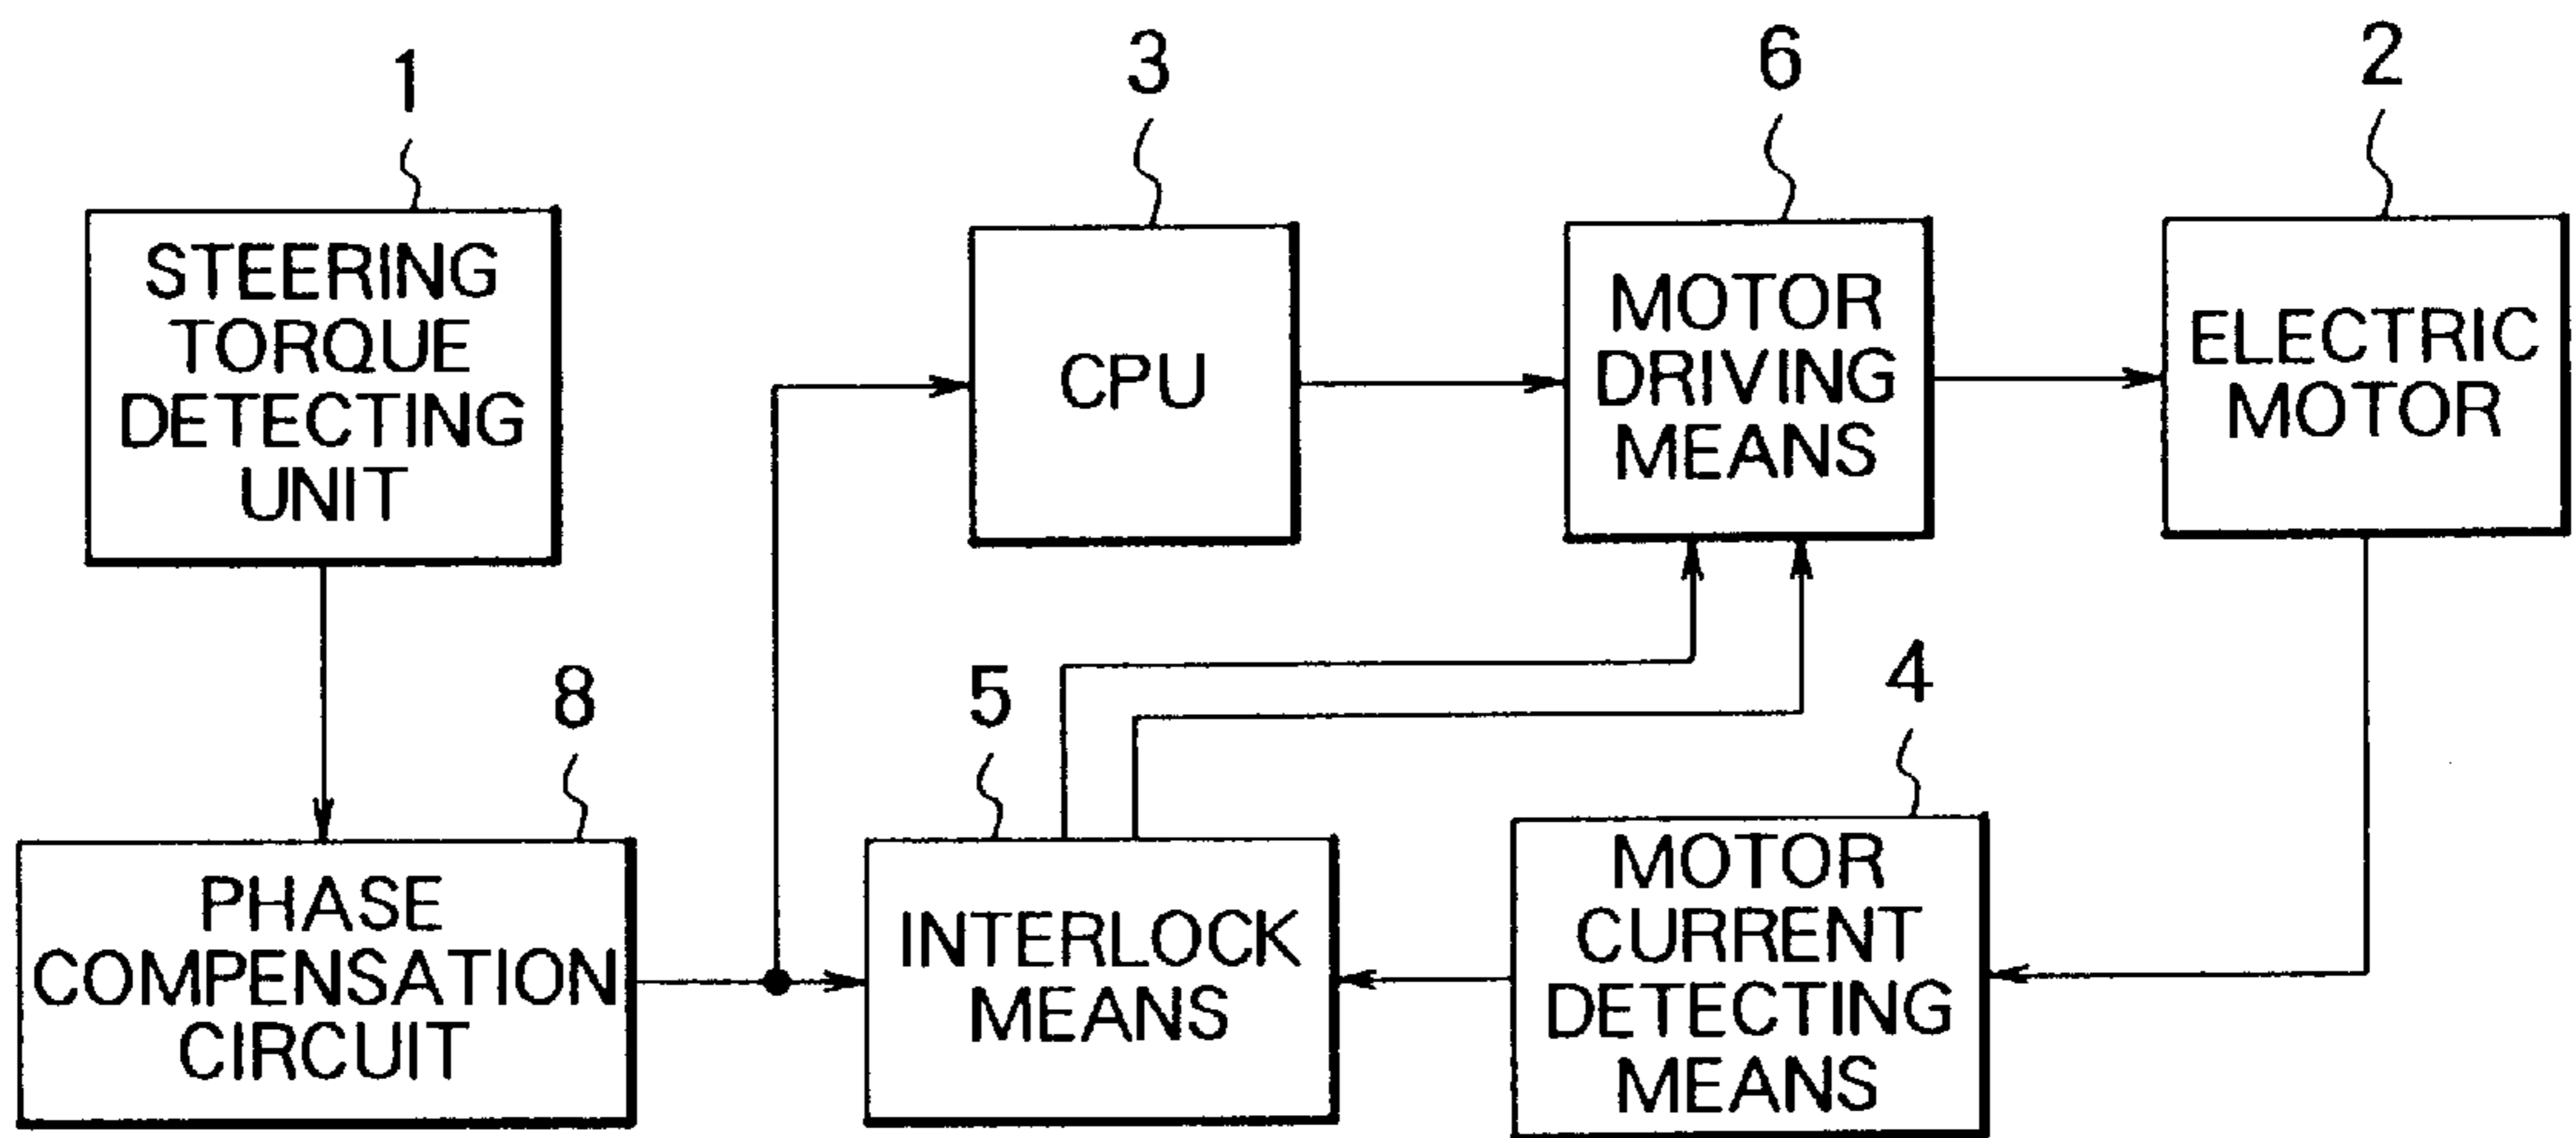 1
STEERING
TORQUE
DETECTING
UNIT
3
CPU
6
MOTOR
DRIVING
MEANS
2
ELECTRIC
MOTOR
8
PHASE
COMPENSATION
CIRCUIT
5
INTERLOCK
MEANS
4
MOTOR
CURRENT
DETECTING
MEANS